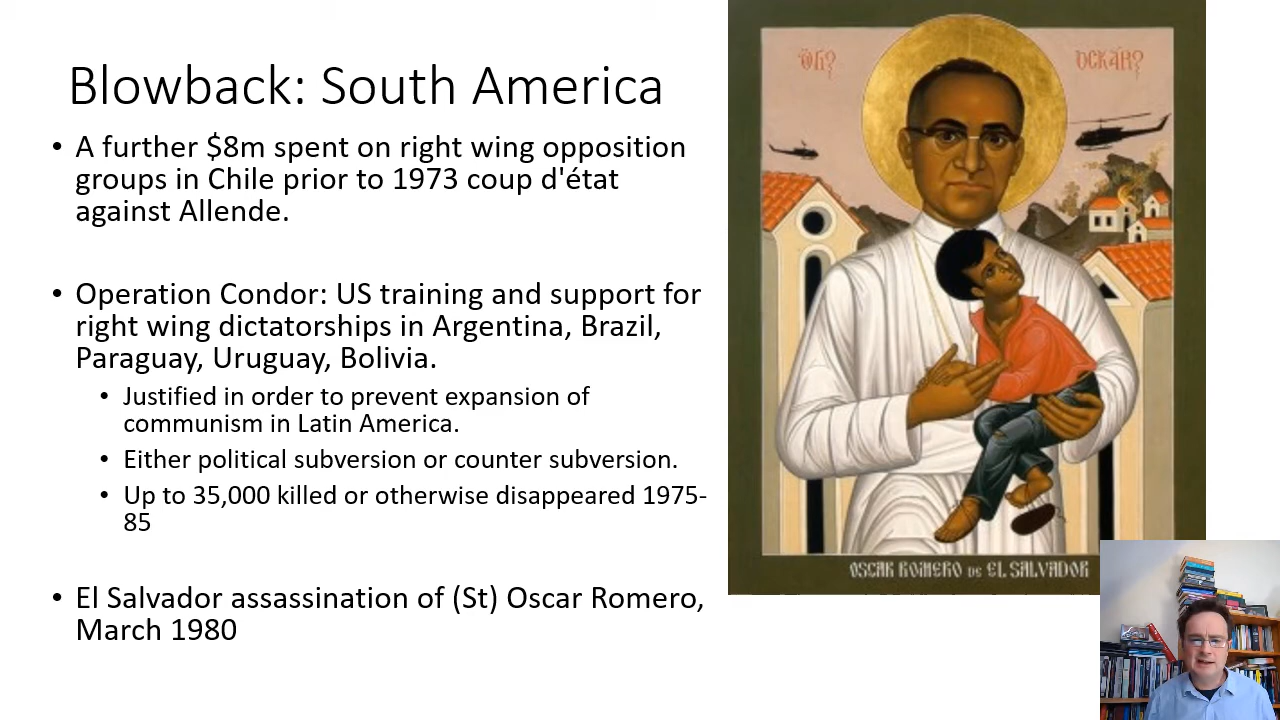 Blowback: South America
• A further $8m spent on right wing opposition
groups in Chile prior to 1973 coup d'état
against Allende.
• Operation Condor: US training and support for
right wing dictatorships in Argentina, Brazil,
Paraguay, Uruguay, Bolivia.
• Justified in order to prevent expansion of
communism in Latin America.
• Either political subversion or counter subversion.
• Up to 35,000 killed or otherwise disappeared 1975-
85
• El Salvador assassination of (St) Oscar Romero,
March 1980
OSCAR ROMERO DE EL SALVADOR